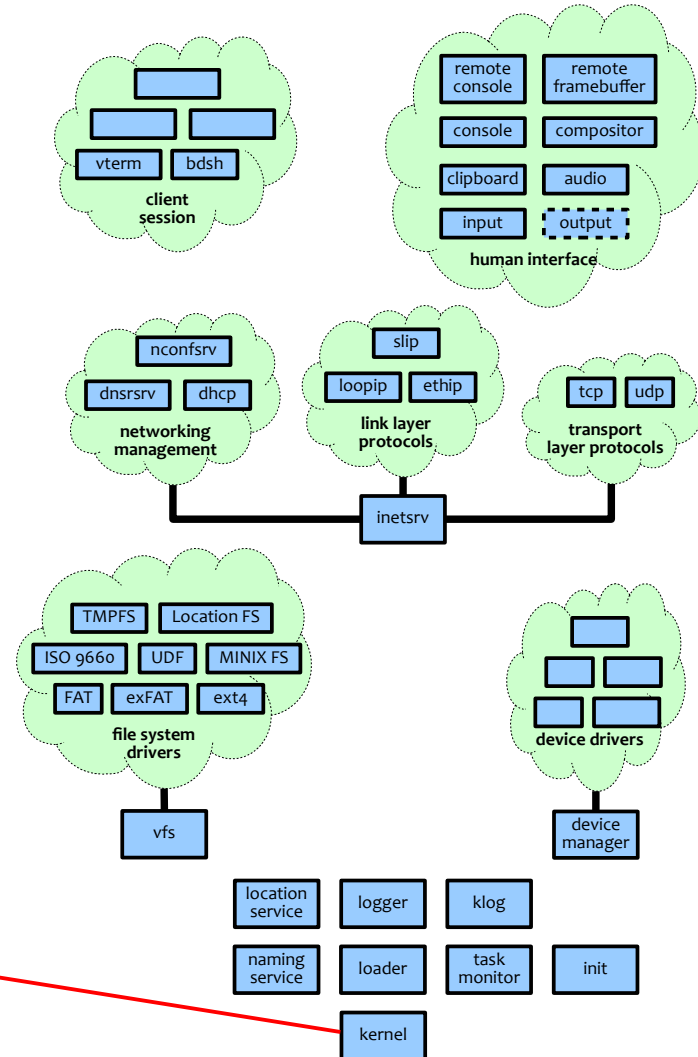 remote
console
remote
framebuffer
console
compositor
vterm
bdsh
client
session
clipboard
audio
input
output
human interface
nconfsrv
slip
dnsrsrv
dhcp
loopip
ethip
tcp
udp
networking
management
link layer
protocols
transport
layer protocols
inetsrv
TMPFS
Location FS
ISO 9660
UDF
MINIX FS
FAT
exFAT
ext4
file system
drivers
device drivers
vfs
device
manager
location
service
logger
klog
naming
service
loader
task
monitor
init
kernel